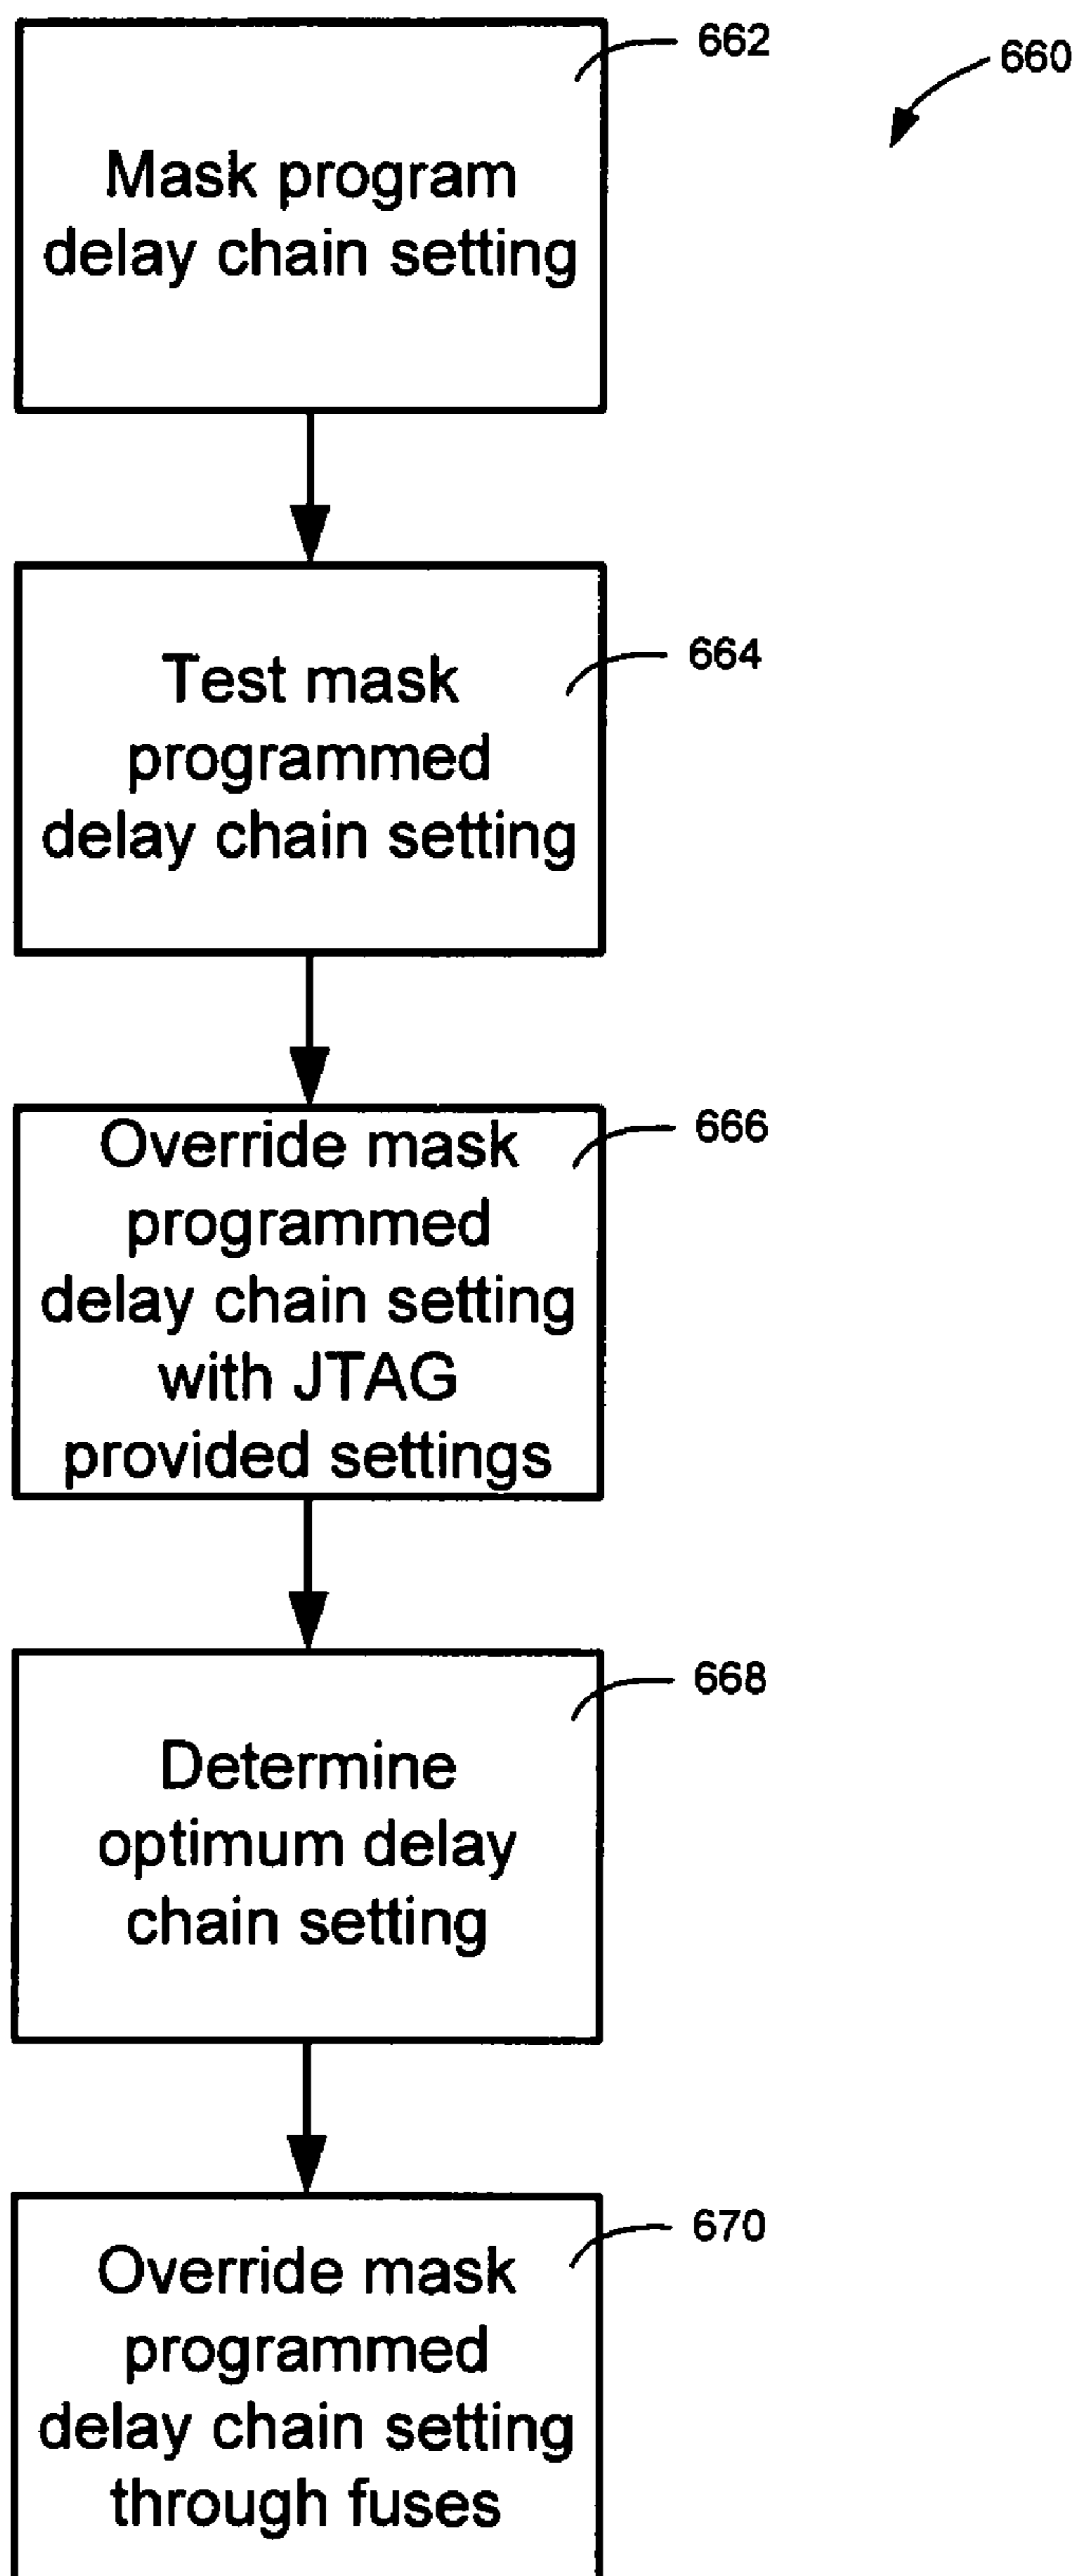 662
660
Mask program
delay chain setting
664
Test mask
programmed
delay chain setting
666
Override mask
programmed
delay chain setting
with JTAG
provided settings
668
Determine
optimum delay
chain setting
670
Override mask
programmed
delay chain setting
through fuses